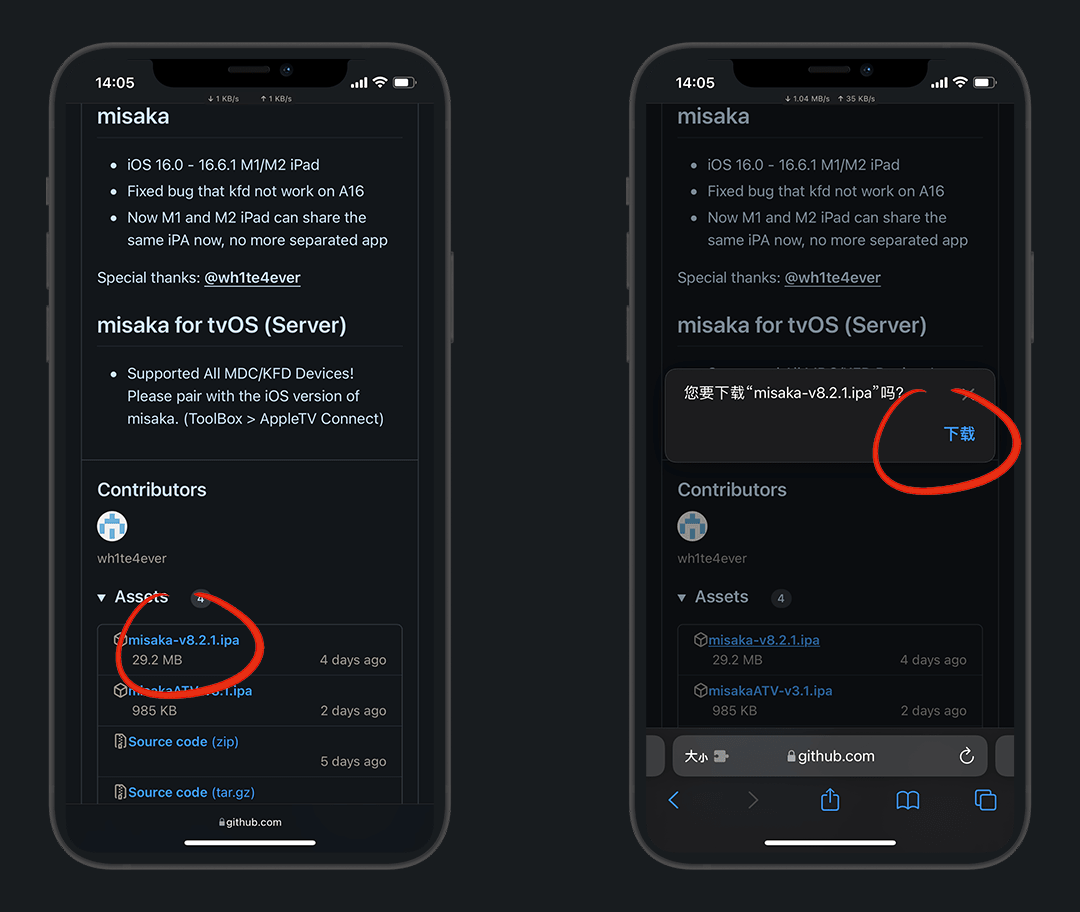 14:05
↓ 1 KB/s ↑ 1 KB/s
misaka
• iOS 16.0 - 16.6.1 M1/M2 iPad
• Fixed bug that kfd not work on A16
• Now M1 and M2 iPad can share the
same iPA now, no more separated app
Special thanks: @wh1te4ever
misaka for tvOS (Server)
• Supported All MDC/KFD Devices!
Please pair with the iOS version of
misaka. (ToolBox > AppleTV Connect)
Contributors
wh1te4ever
▼ Assets 4
misaka-v8.2.1.ipa
29.2 MB 4 days ago
misakaATV-v3.1.ipa
985 KB 2 days ago
Source code (zip)
5 days ago
Source code (tar.gz)
github.com
14:05
↓ 1.04 MB/s ↑ 35 KB/s
misaka
• iOS 16.0 - 16.6.1 M1/M2 iPad
• Fixed bug that kfd not work on A16
• Now M1 and M2 iPad can share the
same iPA now, no more separated app
Special thanks: @wh1te4ever
misaka for tvOS (Server)
您要下载“misaka-v8.2.1.ipa”吗?
下载
Contributors
wh1te4ever
▼ Assets 4
misaka-v8.2.1.ipa
29.2 MB 4 days ago
misakaATV-v3.1.ipa
985 KB 2 days ago
大小 github.com